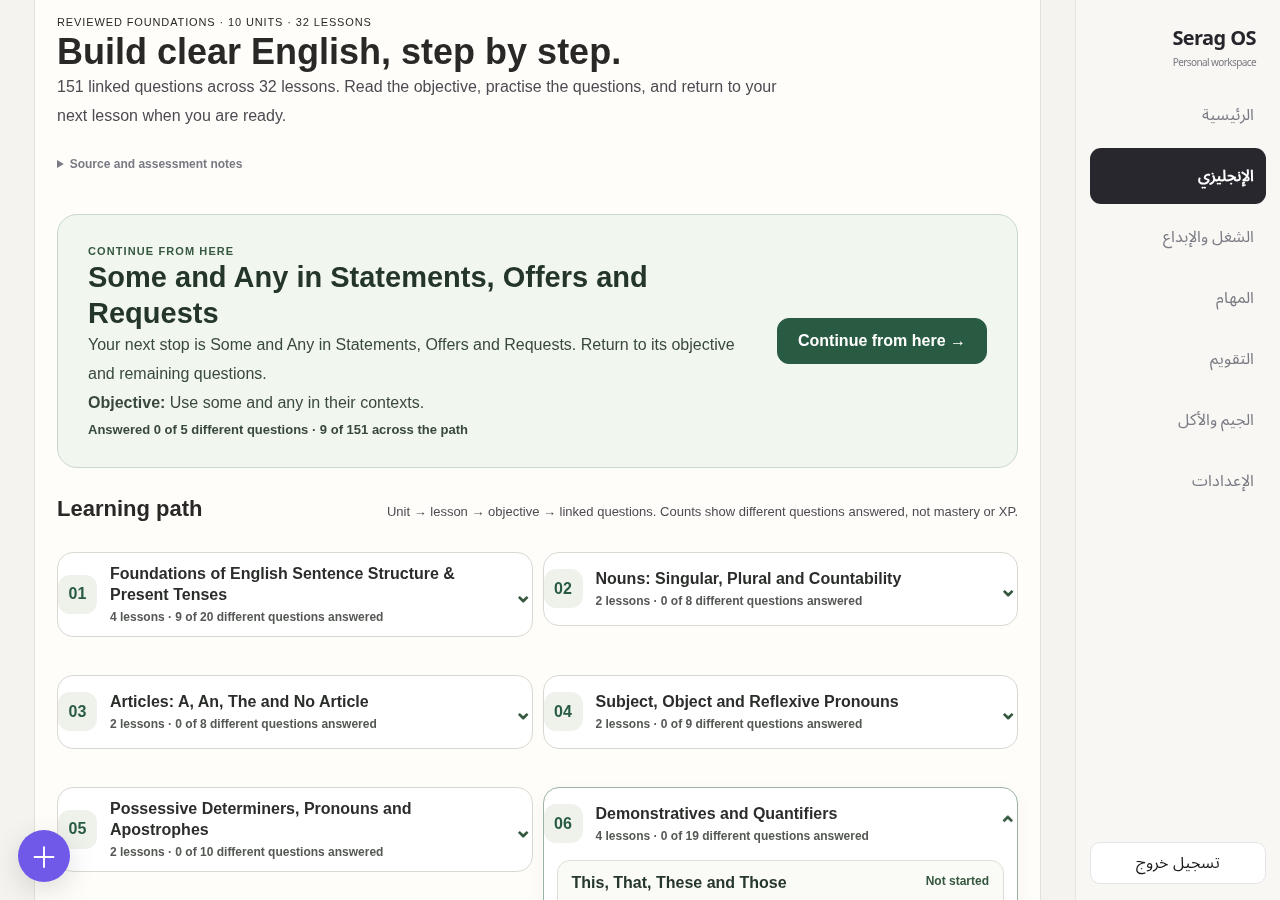 REVIEWED FOUNDATIONS · 10 UNITS · 32 LESSONS
Build clear English, step by step.
151 linked questions across 32 lessons. Read the objective, practise the questions, and return to your
next lesson when you are ready.
Source and assessment notes
CONTINUE FROM HERE
Some and Any in Statements, Offers and
Requests
Your next stop is Some and Any in Statements, Offers and Requests. Return to its objective
and remaining questions.
Objective: Use some and any in their contexts.
Answered 0 of 5 different questions · 9 of 151 across the path
Continue from here →
Learning path
Unit → lesson → objective → linked questions. Counts show different questions answered, not mastery or XP.
01
Foundations of English Sentence Structure &
Present Tenses
4 lessons · 9 of 20 different questions answered
02
Nouns: Singular, Plural and Countability
2 lessons · 0 of 8 different questions answered
03
Articles: A, An, The and No Article
2 lessons · 0 of 8 different questions answered
04
Subject, Object and Reflexive Pronouns
2 lessons · 0 of 9 different questions answered
05
Possessive Determiners, Pronouns and
Apostrophes
2 lessons · 0 of 10 different questions answered
06
Demonstratives and Quantifiers
4 lessons · 0 of 19 different questions answered
This, That, These and Those
Not started
Serag OS
Personal workspace
الرئيسية
الإنجليزي
الشغل والإبداع
المهام
التقويم
الجيم والأكل
الإعدادات
تسجيل خروج